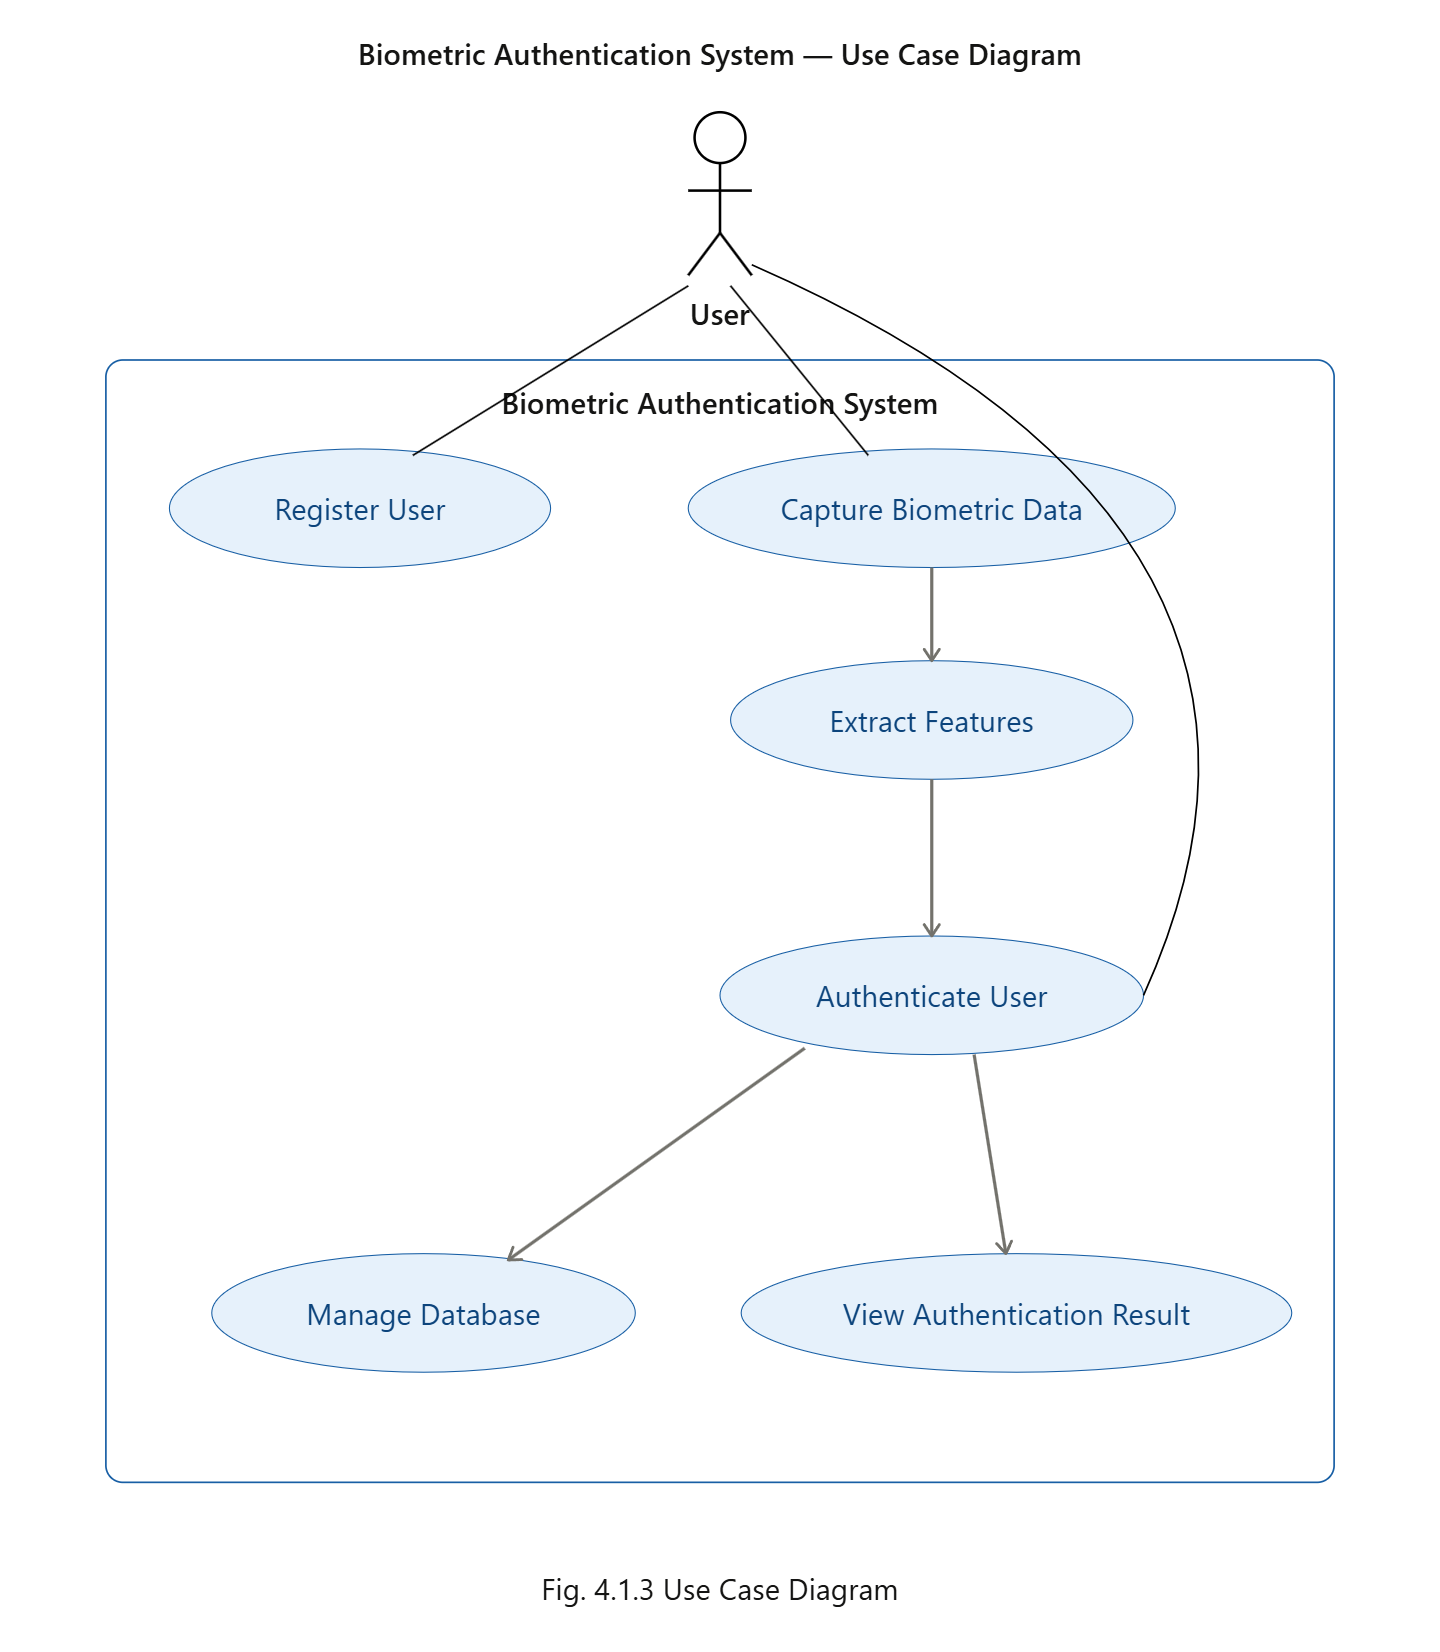 Biometric Authentication System — Use Case Diagram
User
Biometric Authentication System
Register User
Capture Biometric Data
Extract Features
Authenticate User
Manage Database
View Authentication Result
Fig. 4.1.3 Use Case Diagram